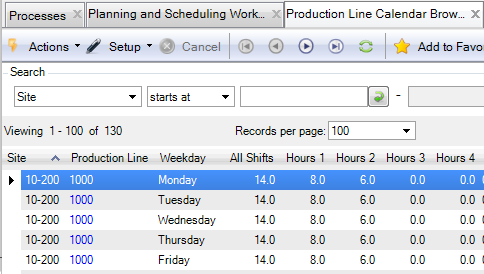 Processes Planning and Scheduling Work... Production Line Calendar Brow...
Actions Setup Cancel Add to Favor
Search
Site starts at -
Viewing 1 - 100 of 130 Records per page: 100
Site Production Line Weekday All Shifts Hours 1 Hours 2 Hours 3 Hours 4
10-200 1000 Monday 14.0 8.0 6.0 0.0 0.0
10-200 1000 Tuesday 14.0 8.0 6.0 0.0 0.0
10-200 1000 Wednesday 14.0 8.0 6.0 0.0 0.0
10-200 1000 Thursday 14.0 8.0 6.0 0.0 0.0
10-200 1000 Friday 14.0 8.0 6.0 0.0 0.0